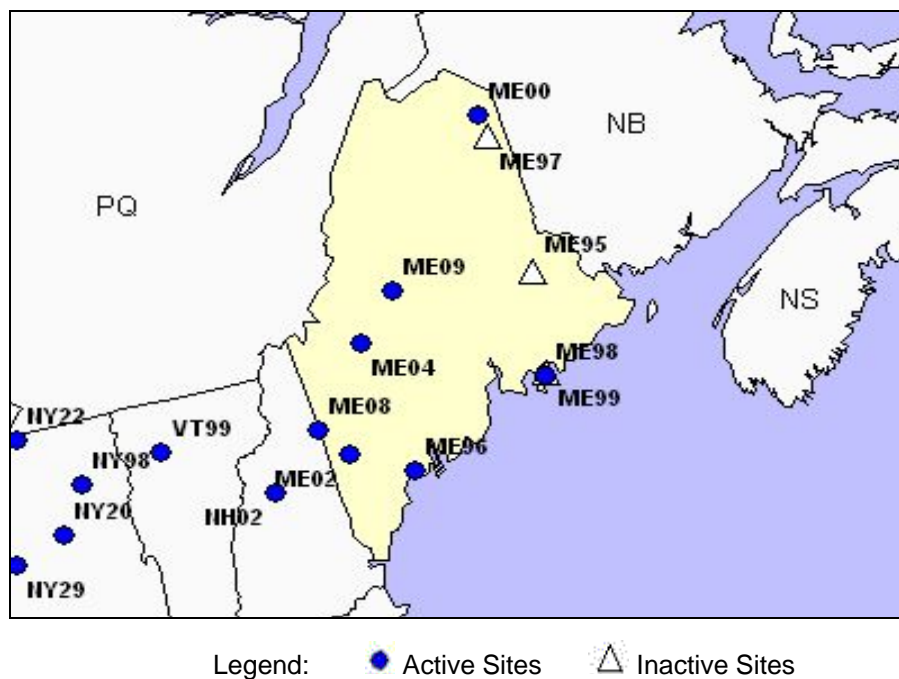 ME00
NB
ME97
PQ
ME95
ME09
NS
ME98
ME04
ME99
ME08
NY22
VT99
ME96
NY98
ME02
NH02
NY20
NY29
Legend: Active Sites Inactive Sites